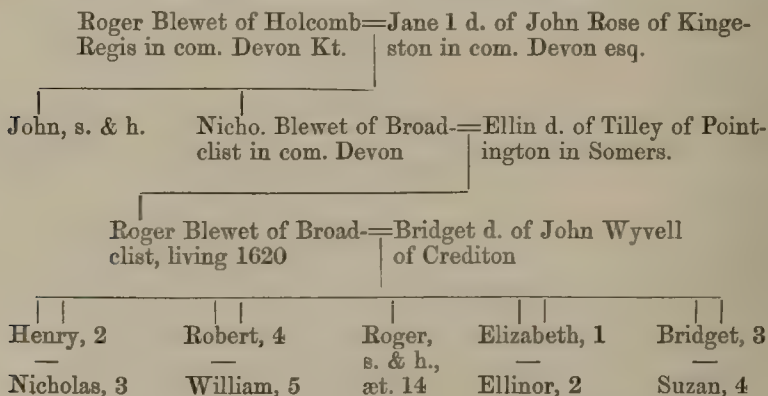 Roger Blewet of Holcomb=Jane 1 d. of John Rose of Kinge-
Regis in com. Devon Kt. ston in com. Devon esq.
John, s. & h. Nicho. Blewet of Broad-=Ellin d. of Tilley of Point-
clist in com. Devon ington in Somers.
Roger Blewet of Broad-=Bridget d. of John Wyvell
clist, living 1620 of Crediton
Henry, 2 Robert, 4 Roger, Elizabeth, 1 Bridget, 3
— — s. & h., — —
Nicholas, 3 William, 5 æt. 14 Ellinor, 2 Suzan, 4